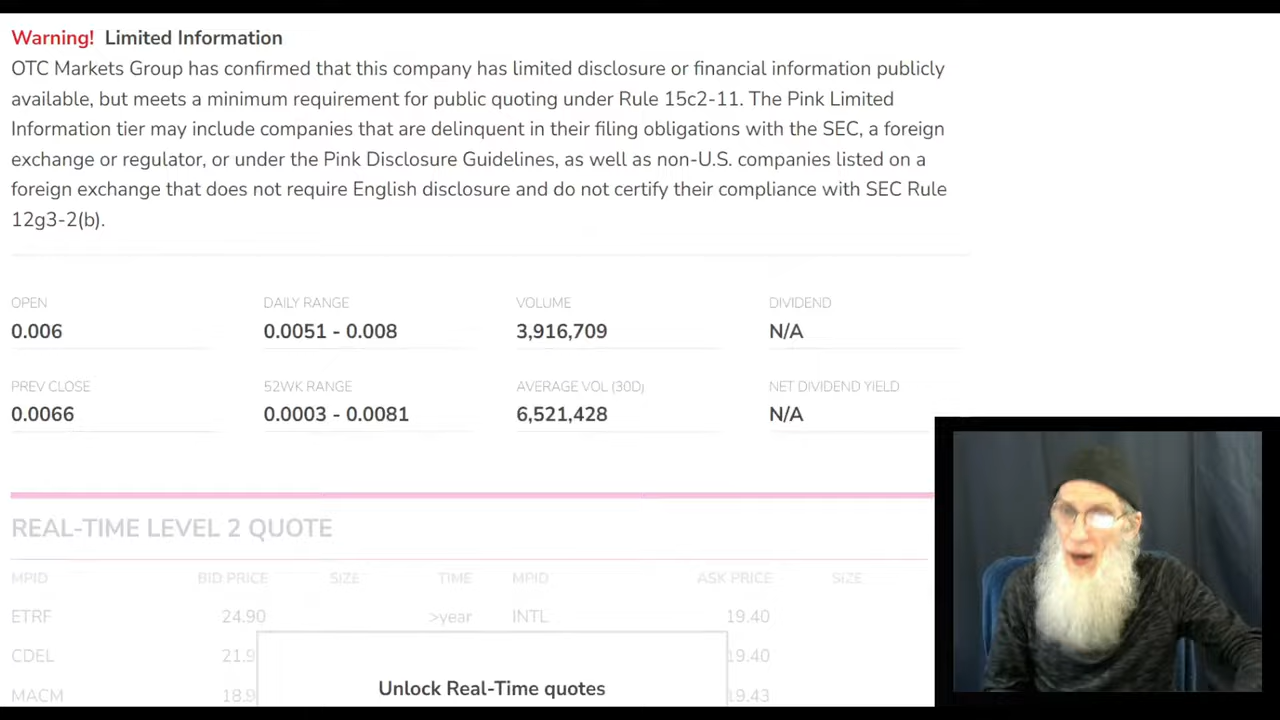 Warning! Limited Information
OTC Markets Group has confirmed that this company has limited disclosure or financial information publicly
available, but meets a minimum requirement for public quoting under Rule 15c2-11. The Pink Limited
Information tier may include companies that are delinquent in their filing obligations with the SEC, a foreign
exchange or regulator, or under the Pink Disclosure Guidelines, as well as non-U.S. companies listed on a
foreign exchange that does not require English disclosure and do not certify their compliance with SEC Rule
12g3-2(b).
OPEN DAILY RANGE VOLUME DIVIDEND
0.006 0.0051 - 0.008 3,916,709 N/A
PREV CLOSE 52WK RANGE AVERAGE VOL (30D) NET DIVIDEND YIELD
0.0066 0.0003 - 0.0081 6,521,428 N/A
REAL-TIME LEVEL 2 QUOTE
MPID BID PRICE SIZE TIME MPID ASK PRICE SIZE
ETRF 24.90 >year INTL 19.40
CDEL 21.9 19.40
MACM 18.9 19.43
Unlock Real-Time quotes